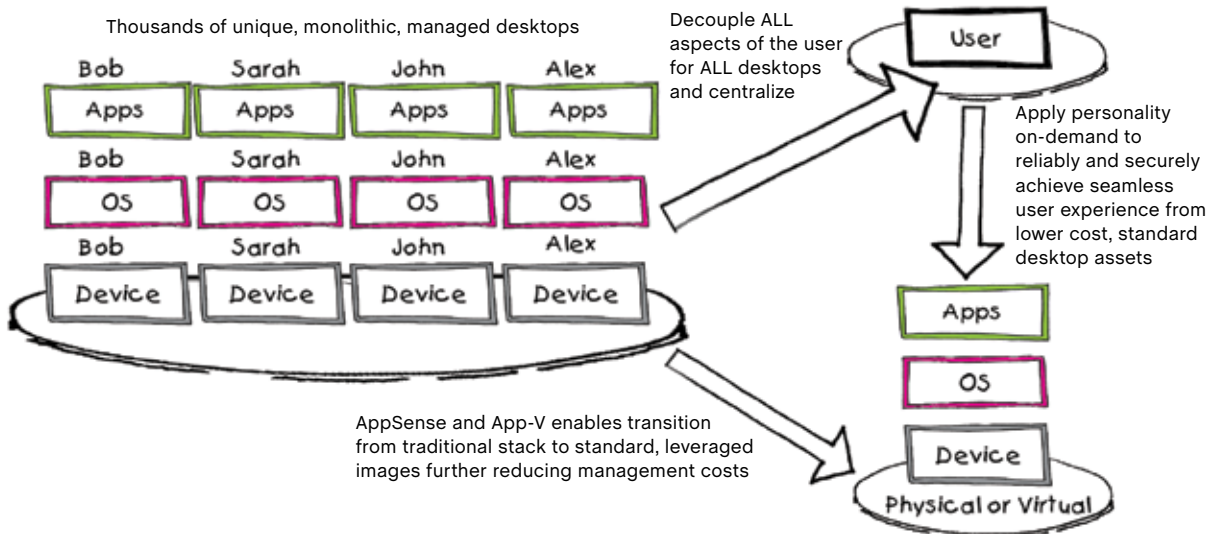 Thousands of unique, monolithic, managed desktops
Bob Sarah John Alex
Apps Apps Apps Apps
Bob Sarah John Alex
OS OS OS OS
Bob Sarah John Alex
Device Device Device Device
Decouple ALL
aspects of the user
for ALL desktops
and centralize
User
Apply personality
on-demand to
reliably and securely
achieve seamless
user experience from
lower cost, standard
desktop assets
AppSense and App-V enables transition
from traditional stack to standard, leveraged
images further reducing management costs
Apps
OS
Device
Physical or Virtual